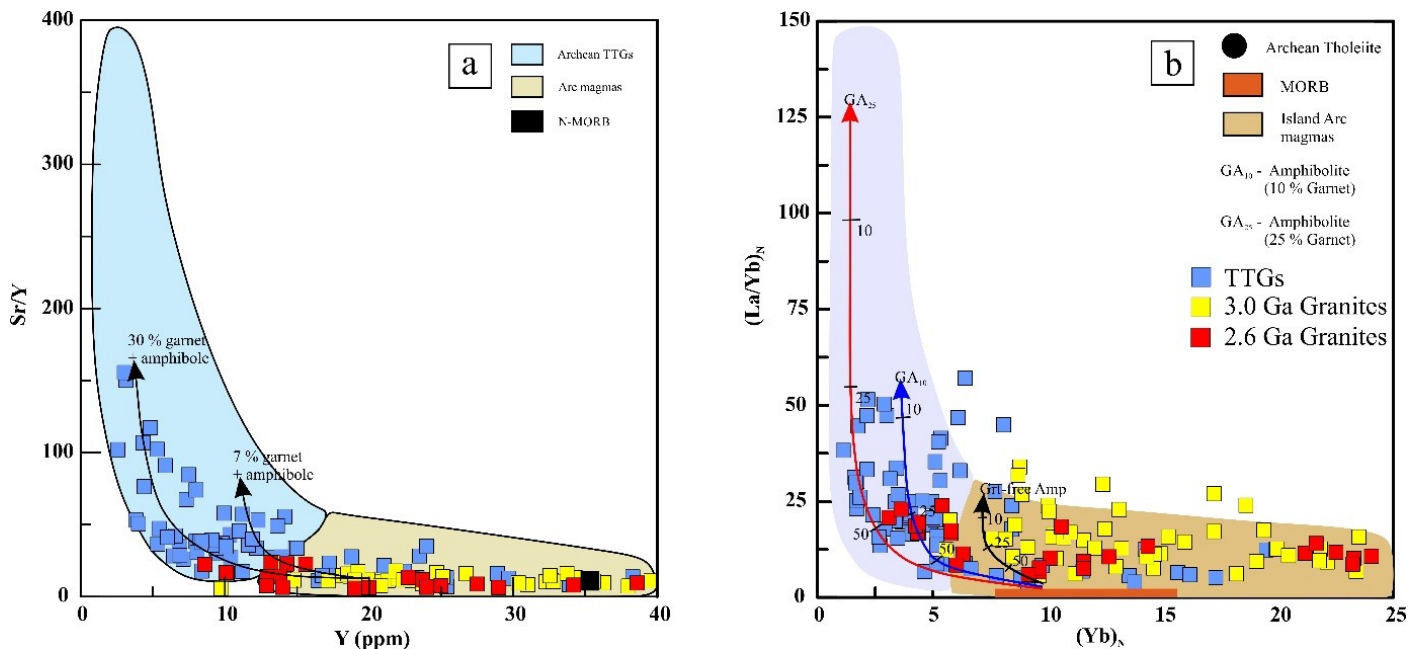 a
Archean TTGs
Arc magmas
N-MORB
Sr/Y
400
300
200
100
0
30 % garnet
+ amphibole
7 % garnet
+ amphibole
0
10
20
30
40
Y (ppm)
b
Archean Tholeiite
MORB
Island Arc
magmas
GA10 - Amphibolite
(10 % Garnet)
GA25 - Amphibolite
(25 % Garnet)
TTGs
3.0 Ga Granites
2.6 Ga Granites
(La/Yb)N
150
125
100
75
50
25
0
GA25
10
25
50
GA10
10
25
50
Grt-free Amp
10
25
50
0
5
10
15
20
25
(Yb)N